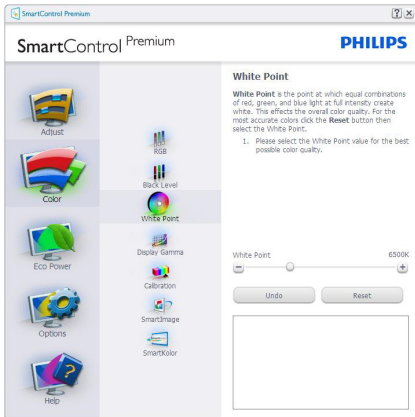 SmartControl Premium
? x
SmartControl Premium
PHILIPS
Adjust
Color
Eco Power
Options
Help
RGB
Black Level
White Point
Display Gamma
Calibration
SmartImage
SmartKolor
White Point
White Point is the point at which equal combinations
of red, green, and blue light at full intensity create
white. This effects the overall color quality. For the
most accurate colors click the Reset button then
select the White Point.
1. Please select the White Point value for the best
possible color quality.
White Point 6500K
Undo Reset